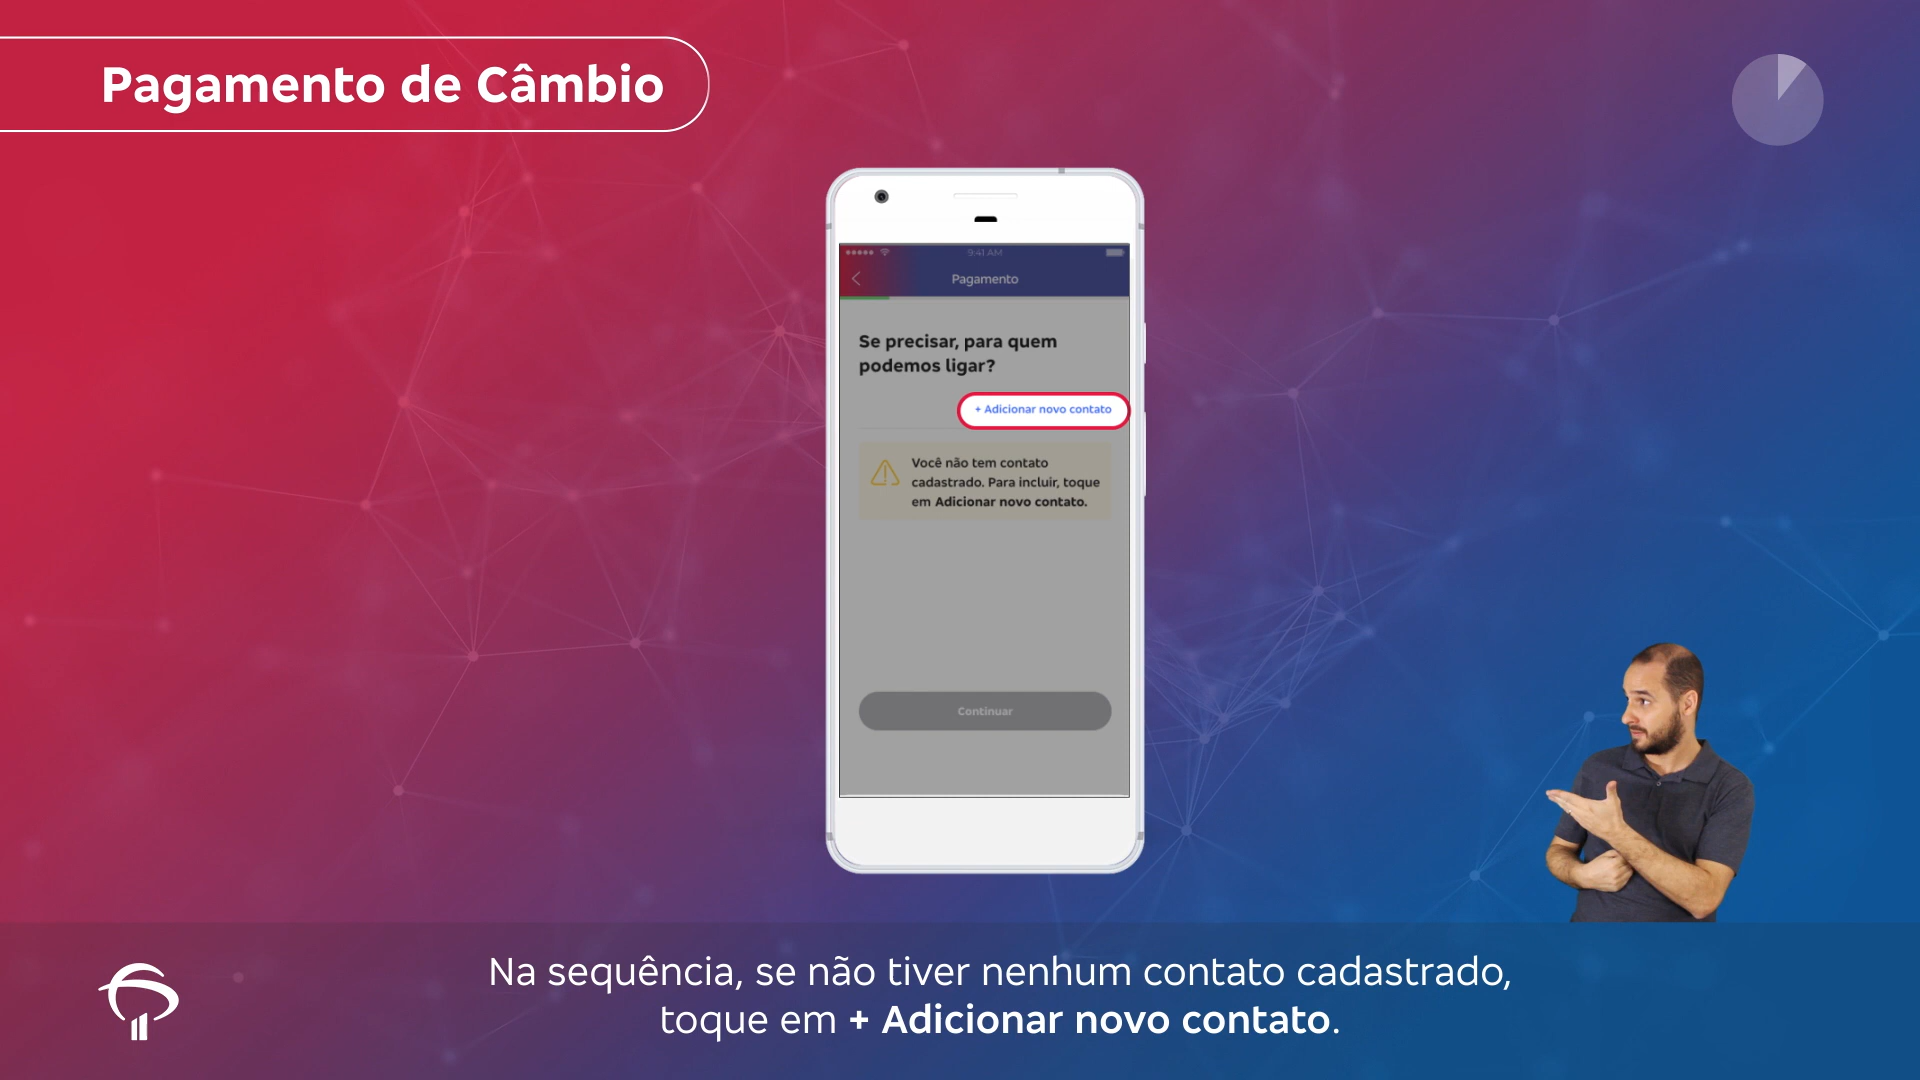 Pagamento de Câmbio
9:41 AM
Pagamento
Se precisar, para quem
podemos ligar?
+ Adicionar novo contato
Você não tem contato
cadastrado. Para incluir, toque
em Adicionar novo contato.
Continuar
Na sequência, se não tiver nenhum contato cadastrado,
toque em + Adicionar novo contato.